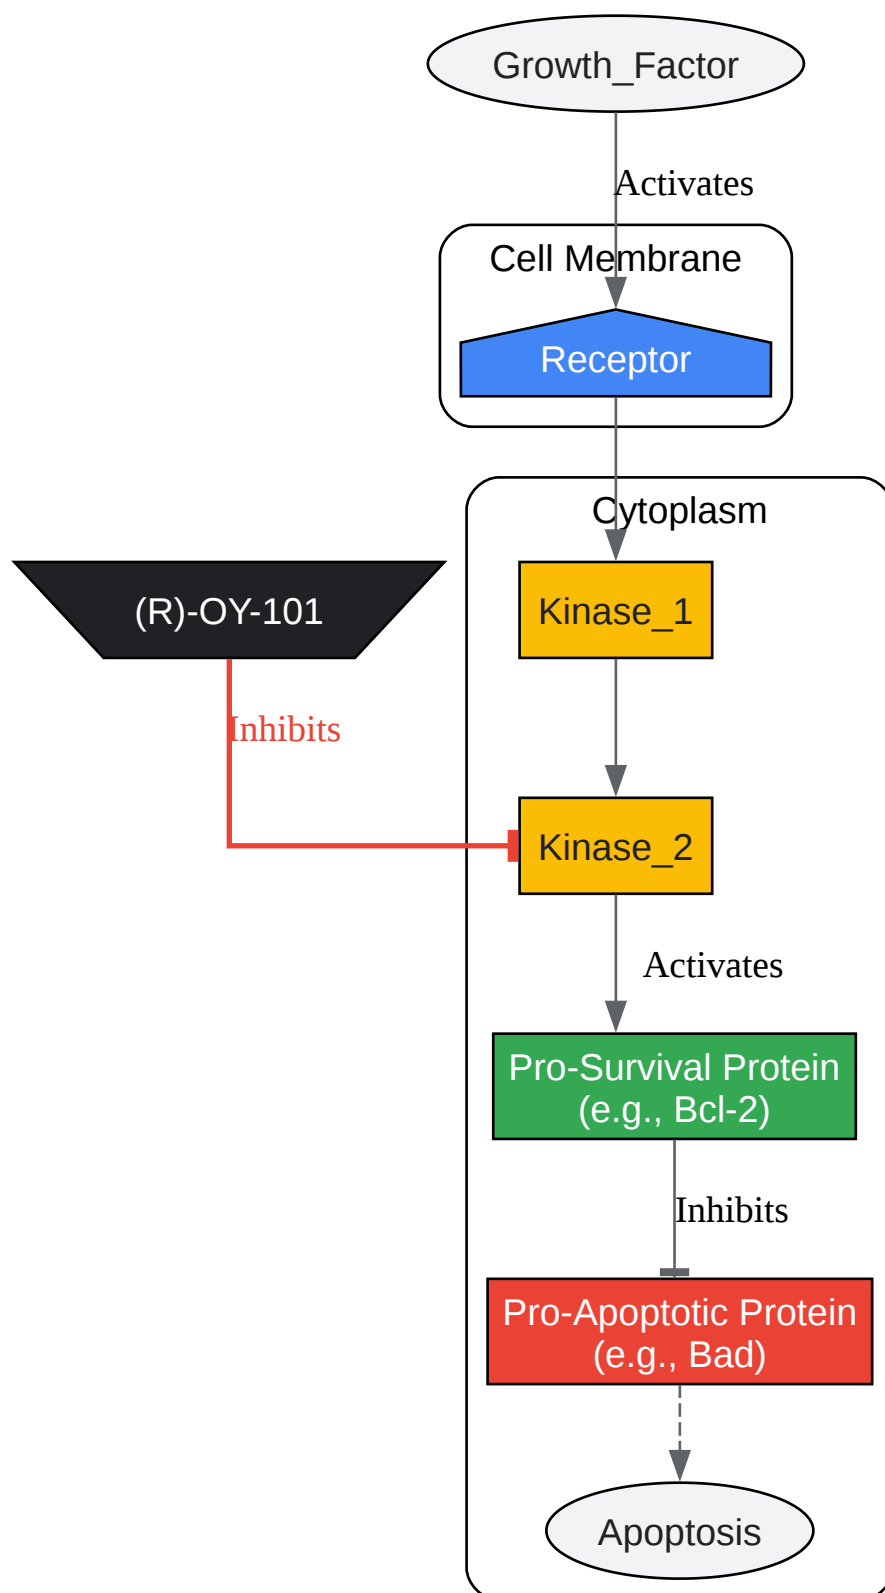 Growth_Factor
Activates
Cell Membrane
Receptor
Cytoplasm
(R)-OY-101
Kinase_1
Inhibits
Kinase_2
Activates
Pro-Survival Protein
(e.g., Bcl-2)
Inhibits
Pro-Apoptotic Protein
(e.g., Bad)
Apoptosis